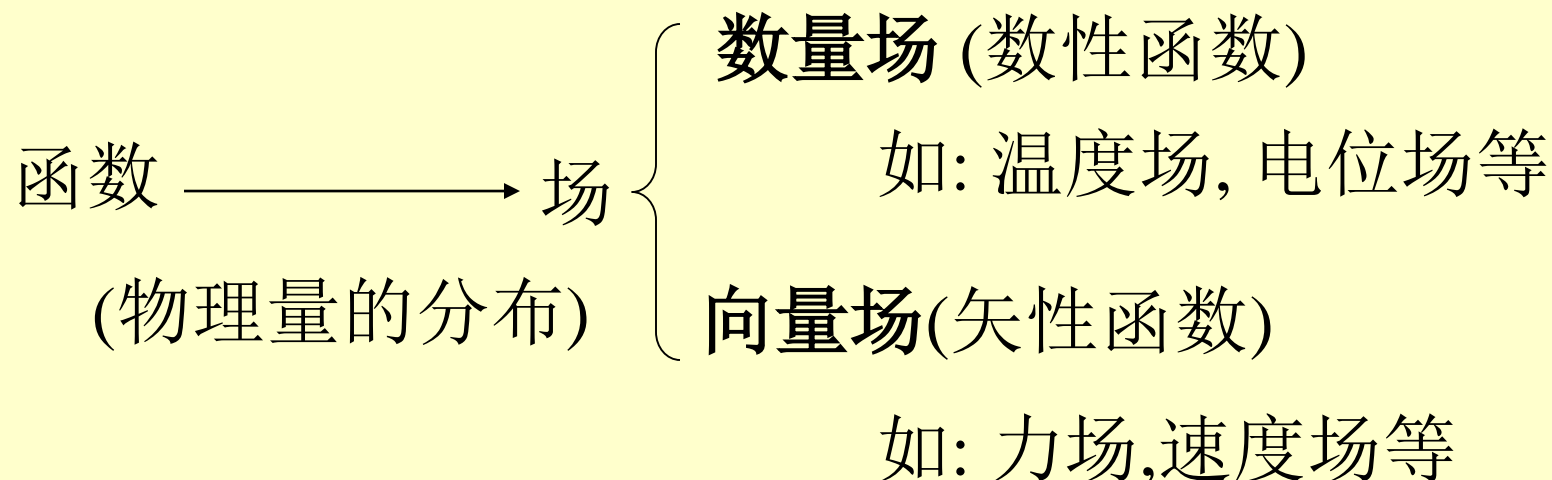 数量场 (数性函数)
如: 温度场, 电位场等
函数
场
(物理量的分布)
向量场(矢性函数)
如: 力场,速度场等